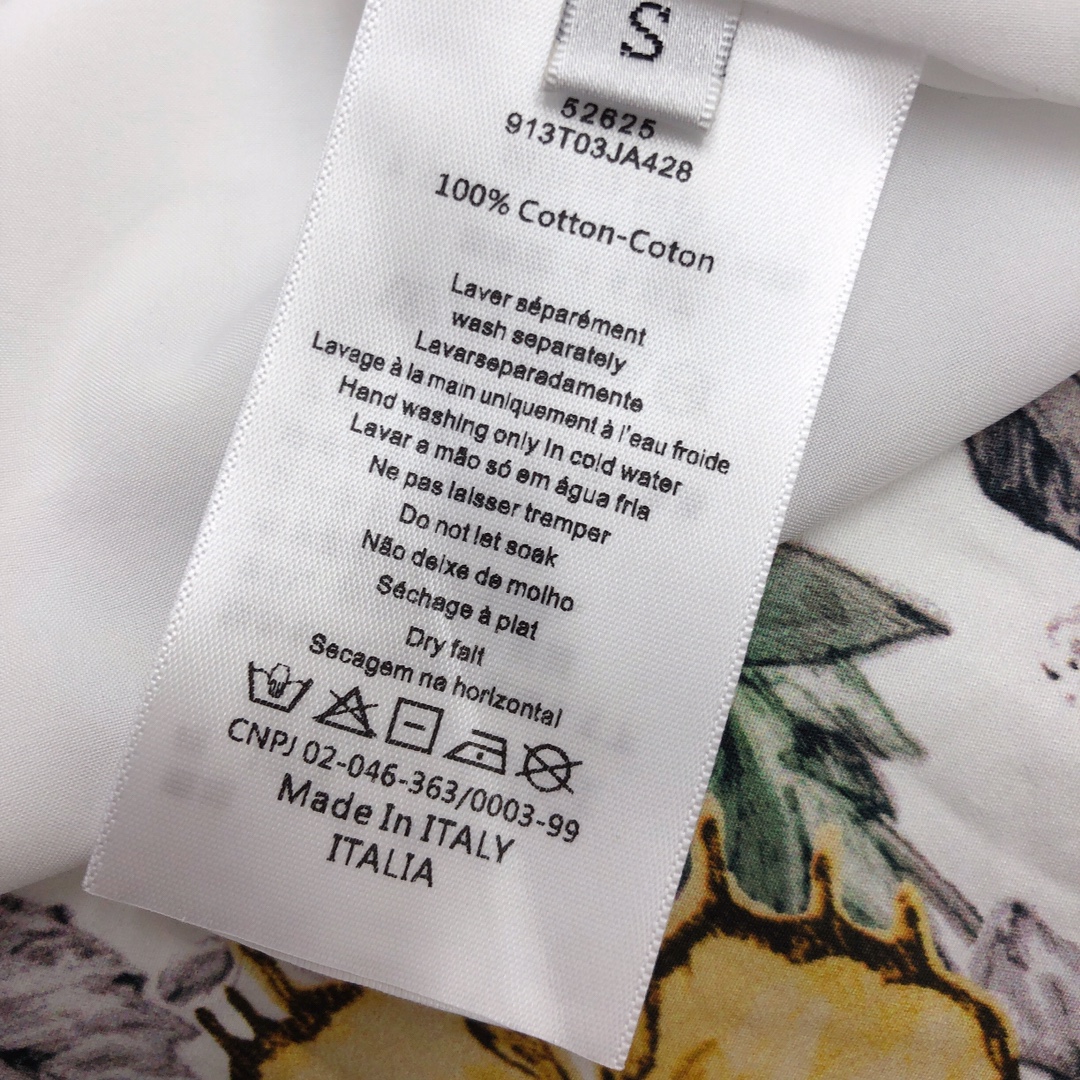 S
52625
913T03JA428
100% Cotton-Coton
Laver séparément
wash separately
Lavarseparadamente
Lavage à la main uniquement à l'eau froide
Hand washing only In cold water
Lavar a mão só em água fria
Ne pas laisser tremper
Do not let soak
Não deixe de molho
Séchage à plat
Dry falt
Secagem na horizontal
CNPJ 02-046-363/0003-99
Made In ITALY
ITALIA